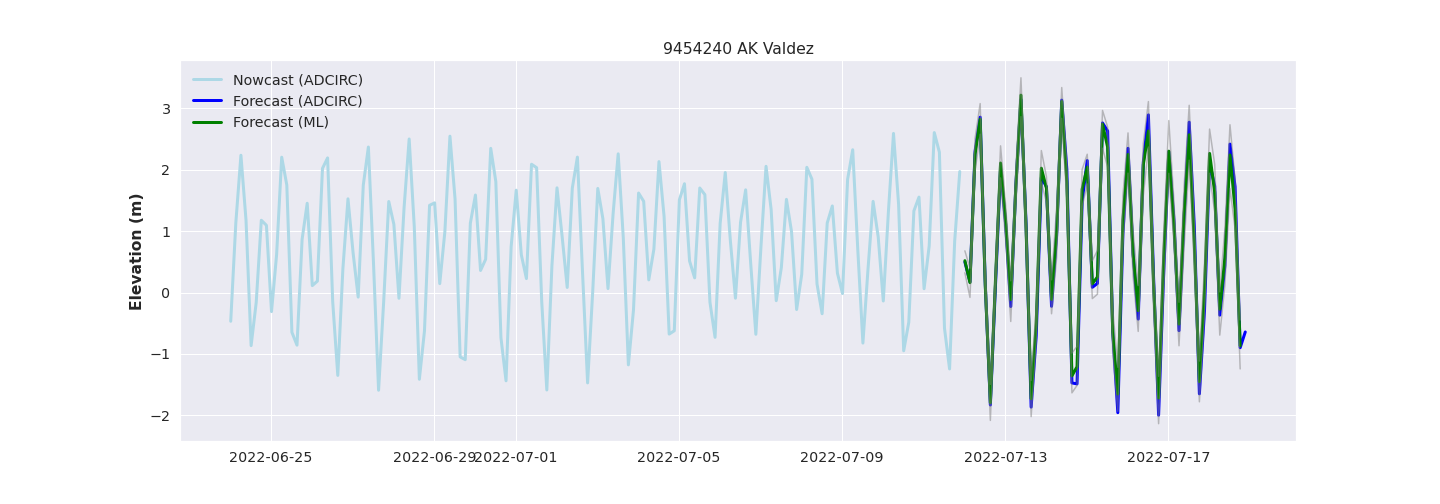 9454240 AK Valdez
Nowcast (ADCIRC)
Forecast (ADCIRC)
Forecast (ML)
Elevation (m)
3
2
1
0
−1
−2
2022-06-25
2022-06-29
2022-07-01
2022-07-05
2022-07-09
2022-07-13
2022-07-17